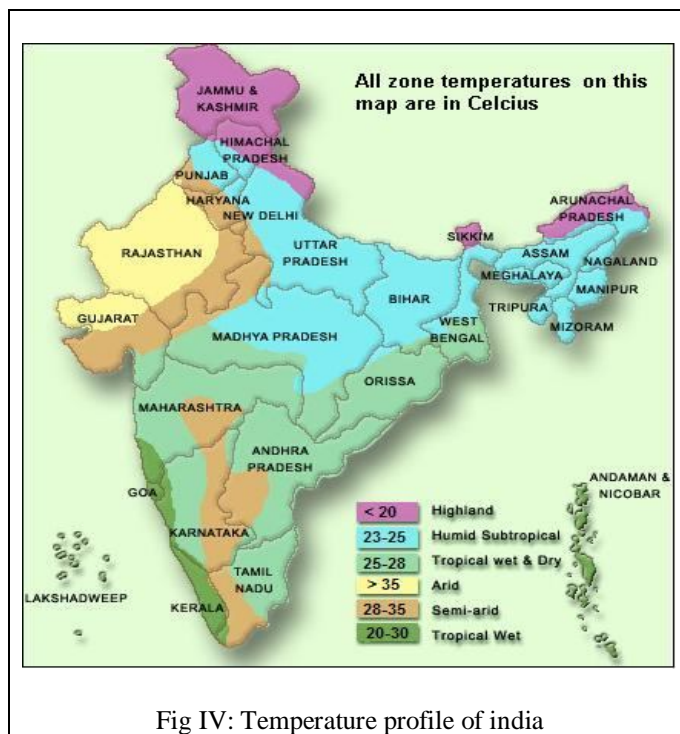 All zone temperatures on this
map are in Celcius
JAMMU &
KASHMIR
HIMACHAL
PRADESH
PUNJAB
HARYANA
NEW DELHI
RAJASTHAN
UTTAR
PRADESH
SIKKIM
ARUNACHAL
PRADESH
ASSAM
NAGALAND
MEGHALAYA
MANIPUR
TRIPURA
MIZORAM
BIHAR
WEST
BENGAL
GUJARAT
MADHYA PRADESH
ORISSA
MAHARASHTRA
ANDHRA
PRADESH
GOA
KARNATAKA
TAMIL
NADU
KERALA
LAKSHADWEEP
ANDAMAN &
NICOBAR
< 20 Highland
23-25 Humid Subtropical
25-28 Tropical wet & Dry
> 35 Arid
28-35 Semi-arid
20-30 Tropical Wet
Fig IV: Temperature profile of india